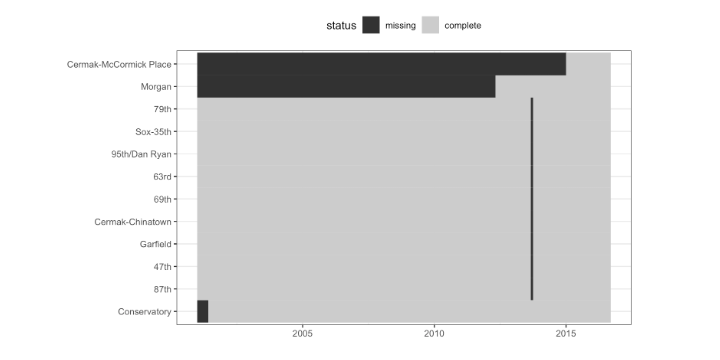 status missing complete
Cermak-McCormick Place
Morgan
79th
Sox-35th
95th/Dan Ryan
63rd
69th
Cermak-Chinatown
Garfield
47th
87th
Conservatory
2005 2010 2015